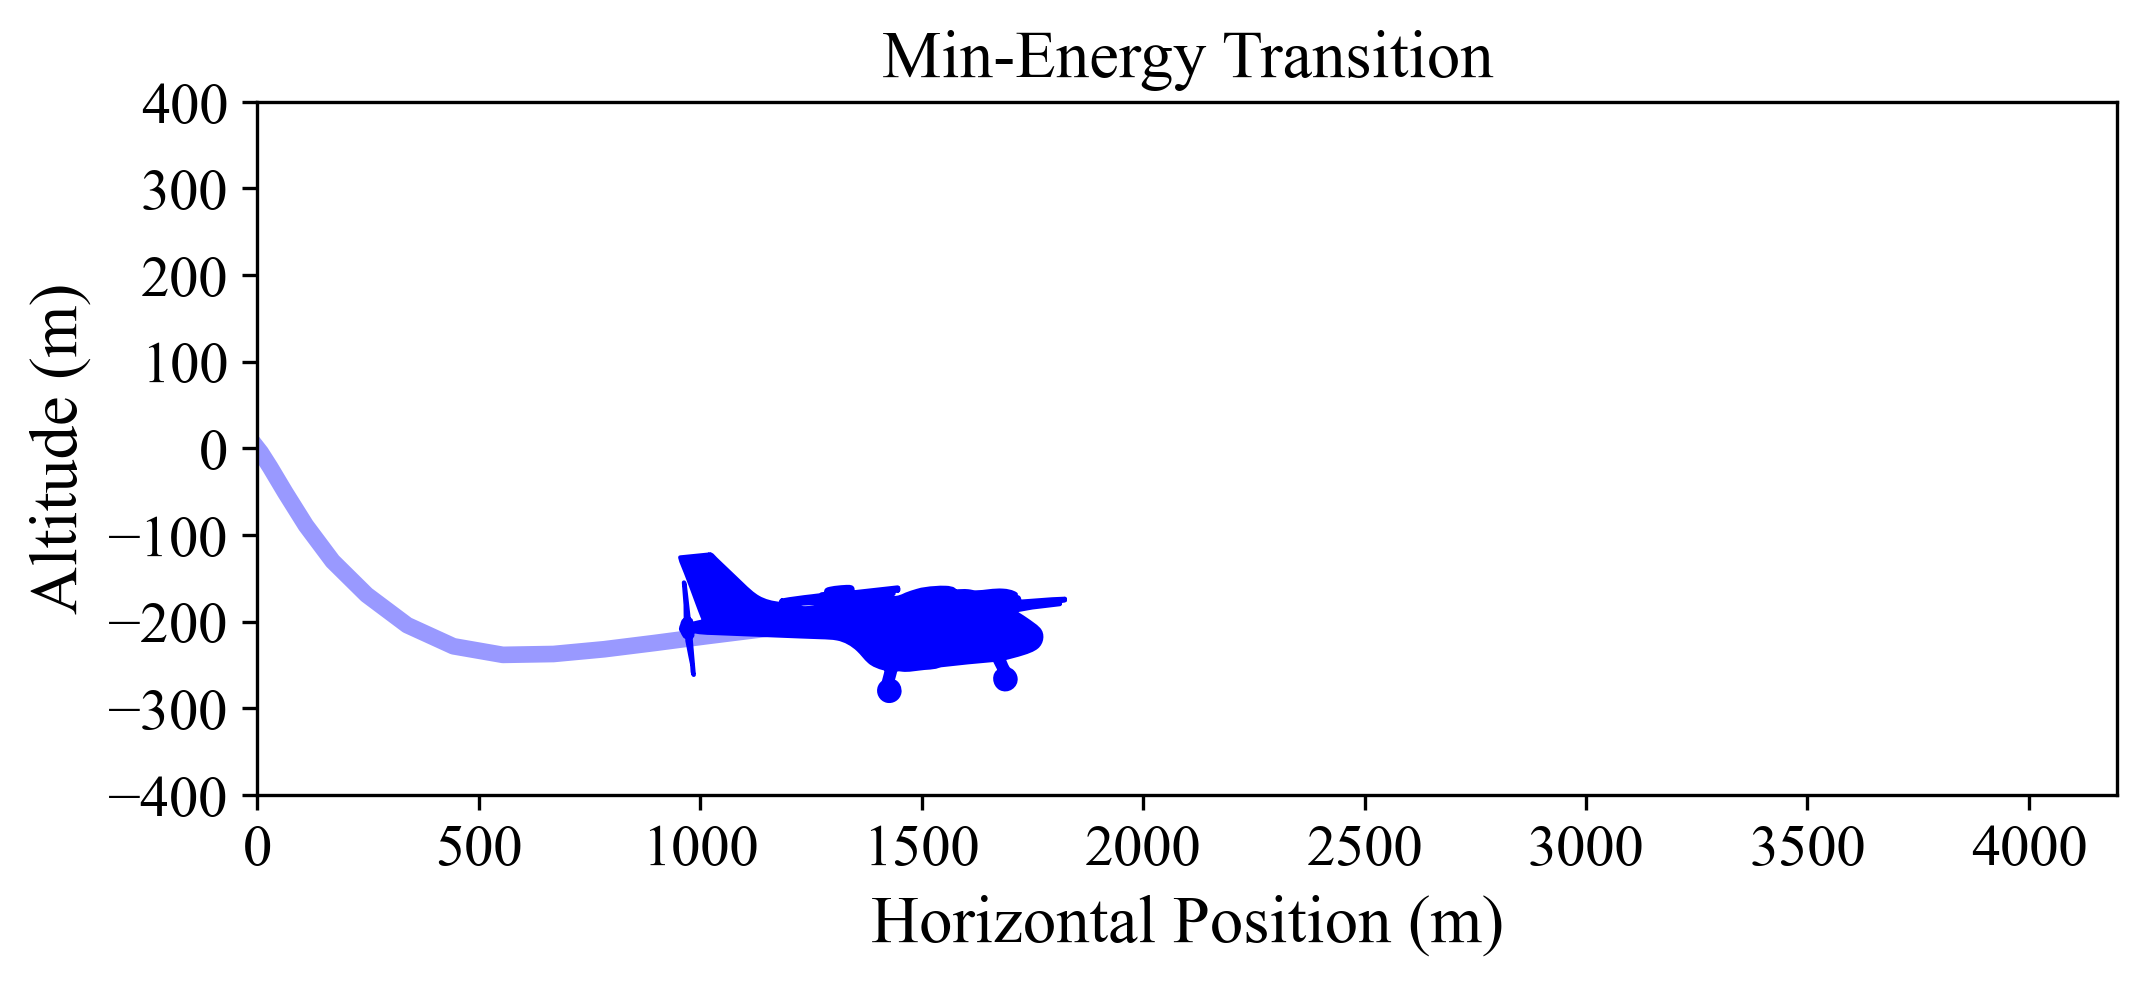 Min-Energy Transition
400
300
200
100
0
−100
−200
−300
−400
Altitude (m)
0 500 1000 1500 2000 2500 3000 3500 4000
Horizontal Position (m)